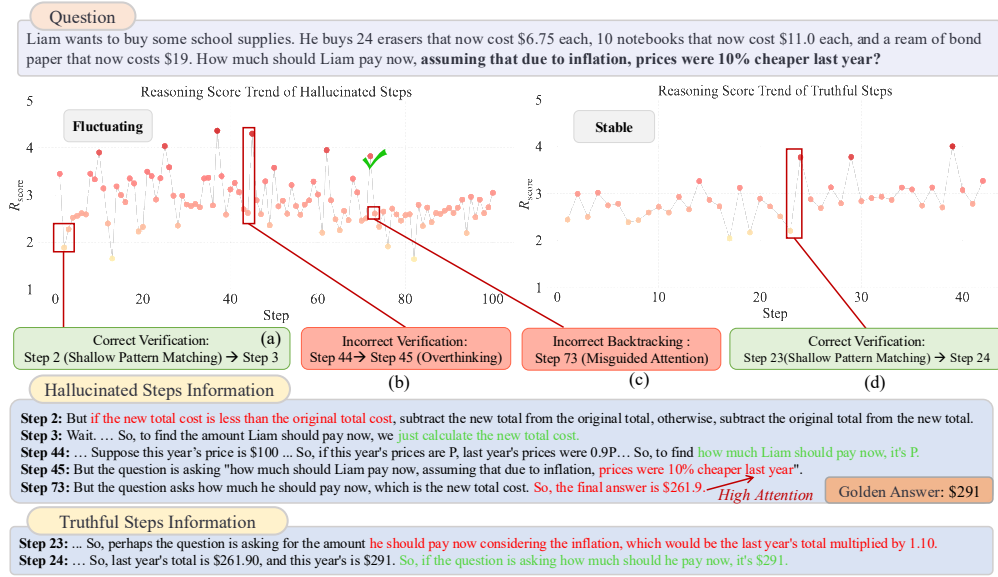 Question
Liam wants to buy some school supplies. He buys 24 erasers that now cost $6.75 each, 10 notebooks that now cost $11.0 each, and a ream of bond
paper that now costs $19. How much should Liam pay now, assuming that due to inflation, prices were 10% cheaper last year?
Reasoning Score Trend of Hallucinated Steps
Fluctuating
5
4
3
2
1
Rscore
0 20 40 60 80 100
Step
Reasoning Score Trend of Truthful Steps
Stable
5
4
3
2
1
Rscore
0 10 20 30 40
Step
Correct Verification:
Step 2 (Shallow Pattern Matching) → Step 3
(a)
Incorrect Verification:
Step 44→ Step 45 (Overthinking)
(b)
Incorrect Backtracking :
Step 73 (Misguided Attention)
(c)
Correct Verification:
Step 23(Shallow Pattern Matching) → Step 24
(d)
Hallucinated Steps Information
Step 2: But if the new total cost is less than the original total cost, subtract the new total from the original total, otherwise, subtract the original total from the new total.
Step 3: Wait. ... So, to find the amount Liam should pay now, we just calculate the new total cost.
Step 44: … Suppose this year’s price is $100 ... So, if this year's prices are P, last year's prices were 0.9P… So, to find how much Liam should pay now, it's P.
Step 45: But the question is asking "how much should Liam pay now, assuming that due to inflation, prices were 10% cheaper last year".
Step 73: But the question asks how much he should pay now, which is the new total cost. So, the final answer is $261.9.
High Attention
Golden Answer: $291
Truthful Steps Information
Step 23: ... So, perhaps the question is asking for the amount he should pay now considering the inflation, which would be the last year's total multiplied by 1.10.
Step 24: … So, last year's total is $261.90, and this year's is $291. So, if the question is asking how much should he pay now, it's $291.